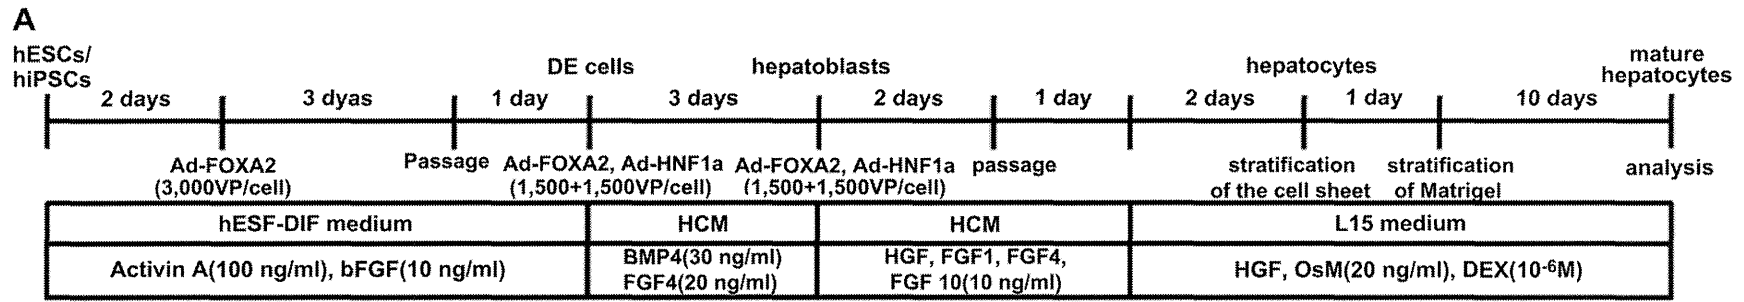 A
hESCs/
hiPSCs
DE cells
hepatoblasts
hepatocytes
mature
hepatocytes
2 days
3 dyas
1 day
3 days
2 days
1 day
2 days
1 day
10 days
Ad-FOXA2
(3,000VP/cell)
Passage
Ad-FOXA2, Ad-HNF1a
(1,500+1,500VP/cell)
Ad-FOXA2, Ad-HNF1a
(1,500+1,500VP/cell)
passage
stratification
of the cell sheet
stratification
of Matrigel
analysis
hESF-DIF medium
HCM
HCM
L15 medium
Activin A(100 ng/ml), bFGF(10 ng/ml)
BMP4(30 ng/ml)
FGF4(20 ng/ml)
HGF, FGF1, FGF4,
FGF 10(10 ng/ml)
HGF, OsM(20 ng/ml), DEX(10-6M)